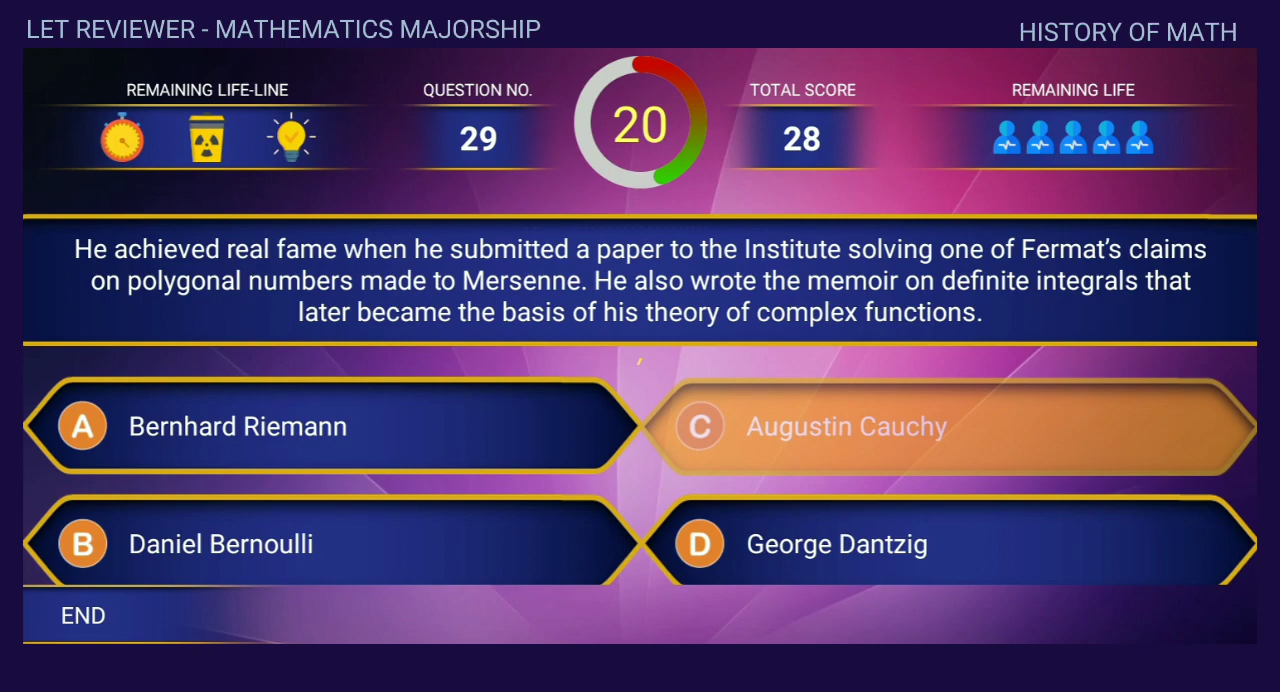 LET REVIEWER - MATHEMATICS MAJORSHIP
HISTORY OF MATH
REMAINING LIFE-LINE
QUESTION NO.
29
20
TOTAL SCORE
28
REMAINING LIFE
He achieved real fame when he submitted a paper to the Institute solving one of Fermat’s claims
on polygonal numbers made to Mersenne. He also wrote the memoir on definite integrals that
later became the basis of his theory of complex functions.
A Bernhard Riemann
C Augustin Cauchy
B Daniel Bernoulli
D George Dantzig
END